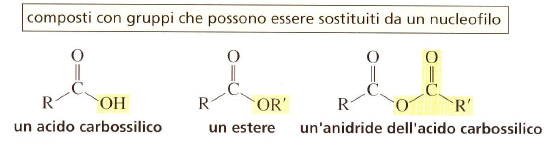 composti con gruppi che possono essere sostituiti da un nucleofilo
O
C
R
OH
un acido carbossilico
O
C
R
OR′
un estere
O
O
C
C
R
O
R′
un'anidride dell'acido carbossilico